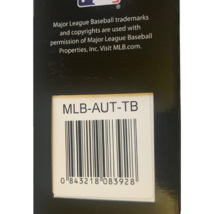 Major League Baseball trademarks
and copyrights are used with
permission of Major League Baseball
Properties, Inc. Visit MLB.com.
MLB-AUT-TB
0 843218 083928